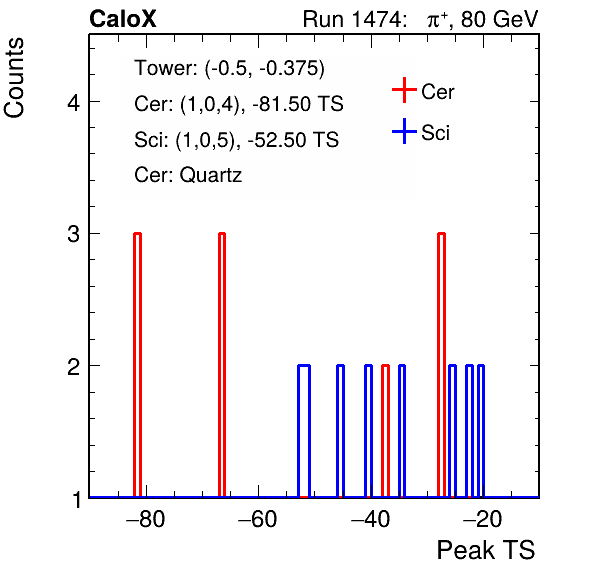 CaloX Run 1474: π⁺, 80 GeV
Counts
Tower: (-0.5, -0.375)
Cer: (1,0,4), -81.50 TS
Sci: (1,0,5), -52.50 TS
Cer: Quartz
Cer
Sci
4
3
2
1
−80 −60 −40 −20
Peak TS